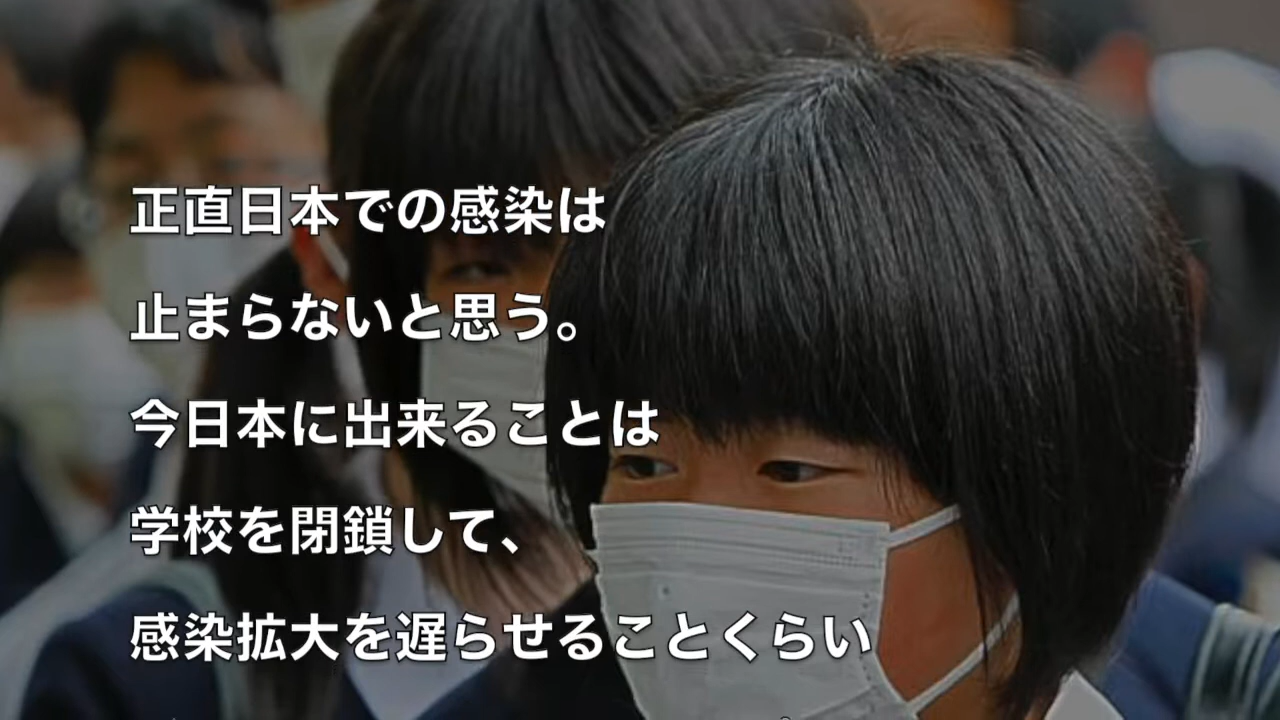 正直日本での感染は
止まらないと思う。
今日本に出来ることは
学校を閉鎖して、
感染拡大を遅らせることくらい